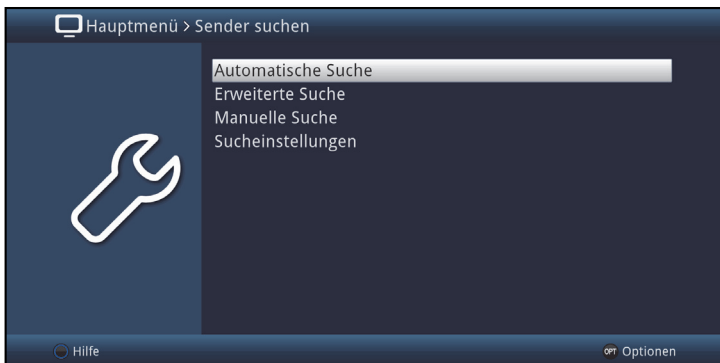 Hauptmenü > Sender suchen
Automatische Suche
Erweiterte Suche
Manuelle Suche
Sucheinstellungen
Hilfe
OPT Optionen